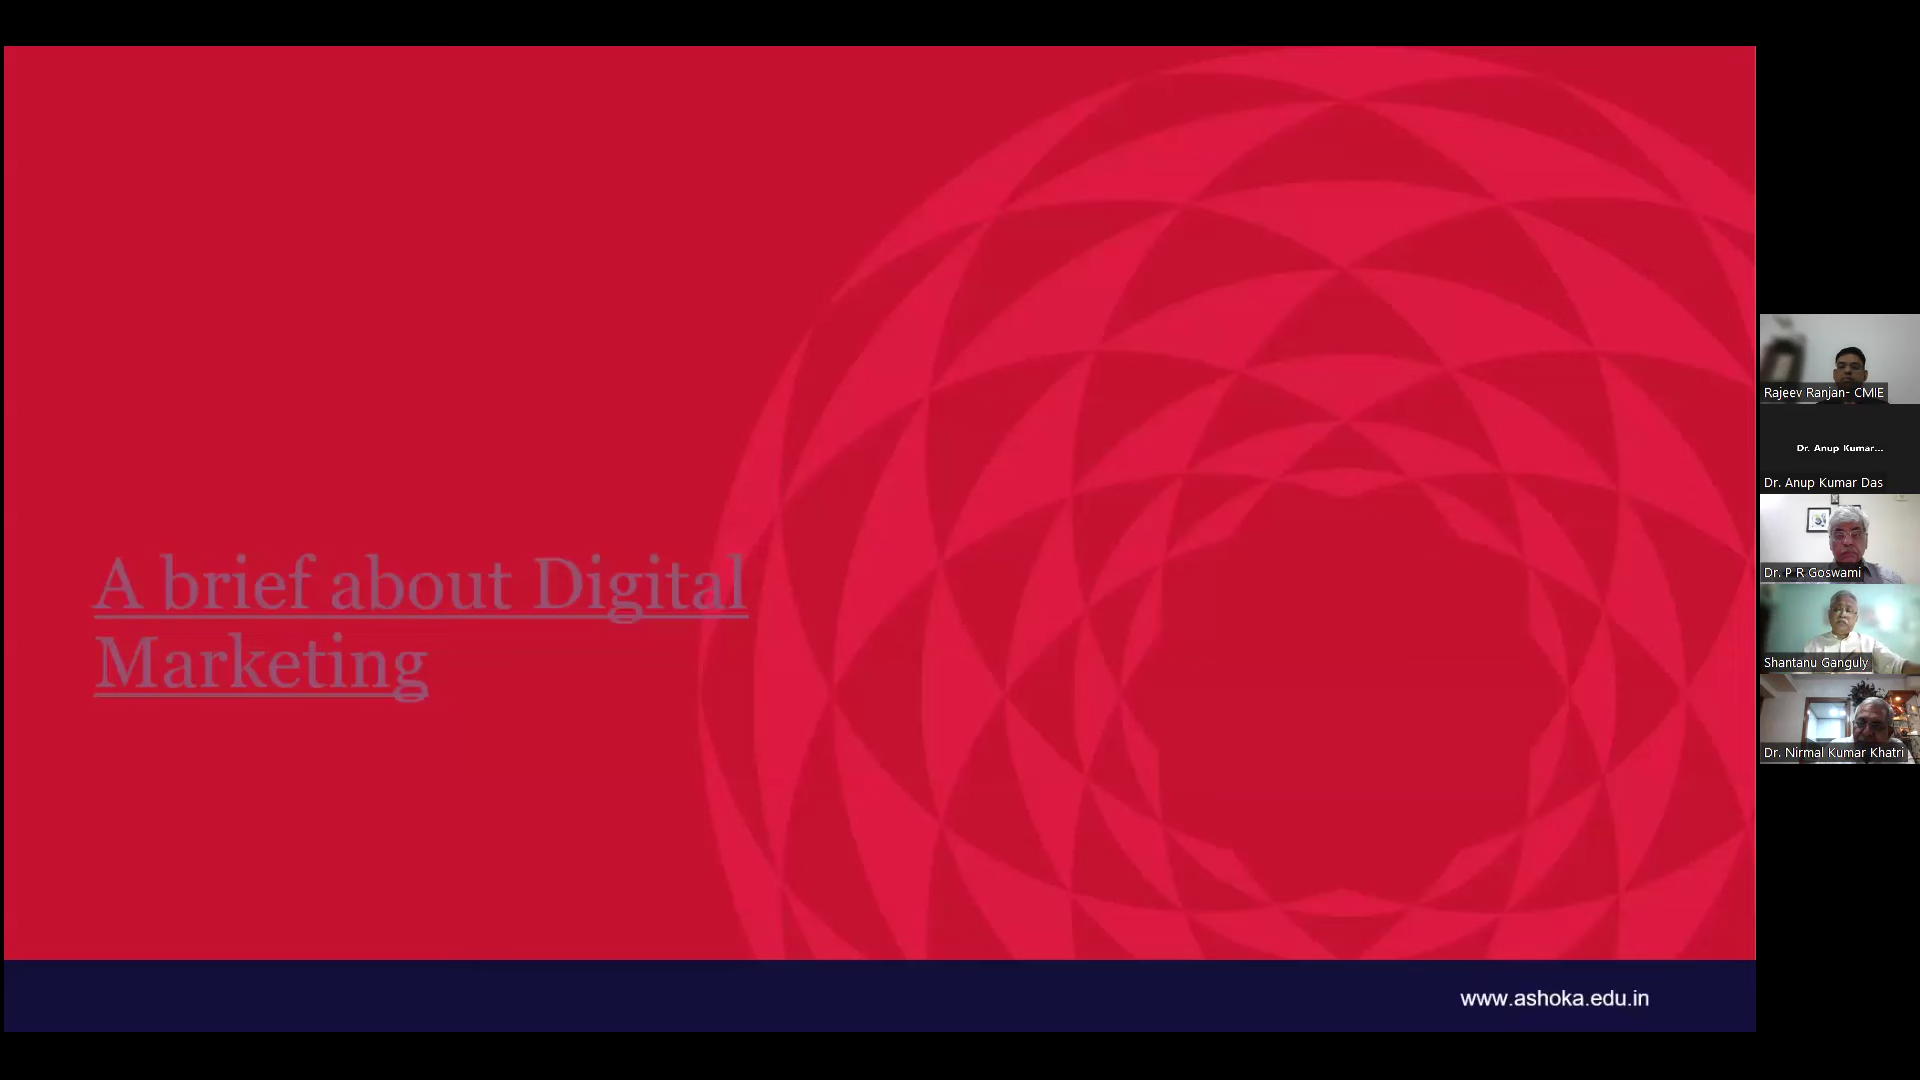 A brief about Digital
Marketing
www.ashoka.edu.in
Rajeev Ranjan- CMIE
Dr. Anup Kumar...
Dr. Anup Kumar Das
Dr. P R Goswami
Shantanu Ganguly
Dr. Nirmal Kumar Khatri